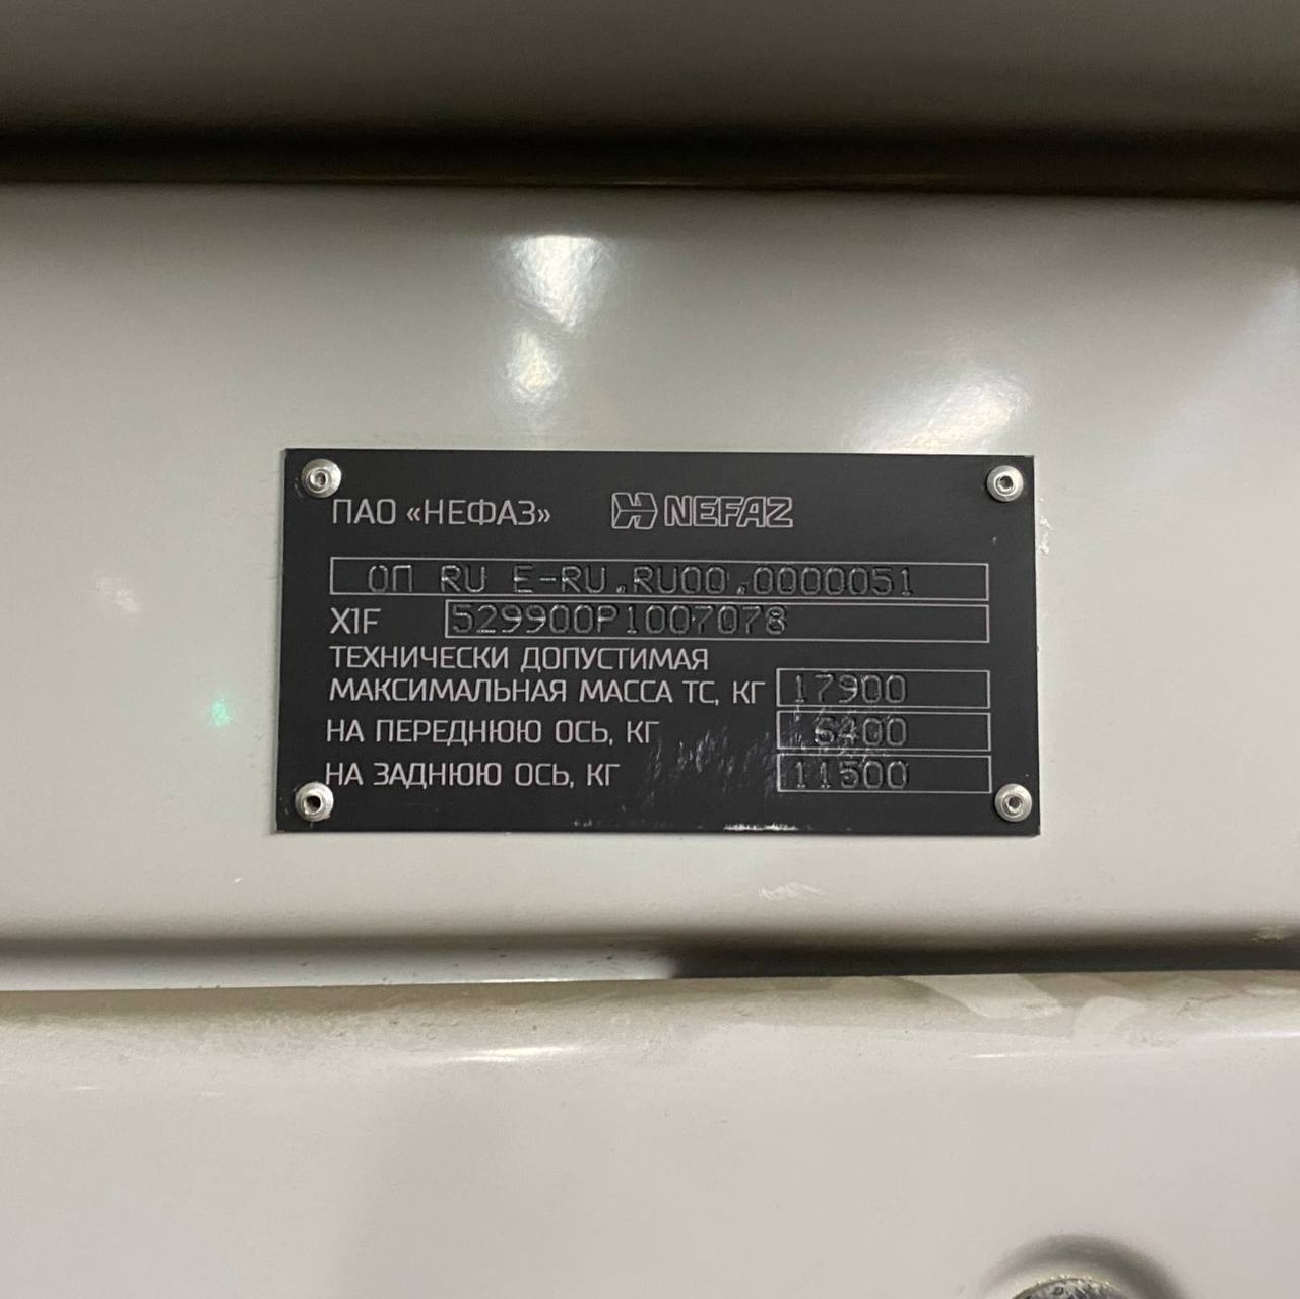 ПАО «НЕФАЗ» NEFAZ
ОП RU E-RU.RU00.0000051
X1F 529900P1007078
ТЕХНИЧЕСКИ ДОПУСТИМАЯ
МАКСИМАЛЬНАЯ МАССА ТС, КГ 17900
НА ПЕРЕДНЮЮ ОСЬ, КГ 6400
НА ЗАДНЮЮ ОСЬ, КГ 11500